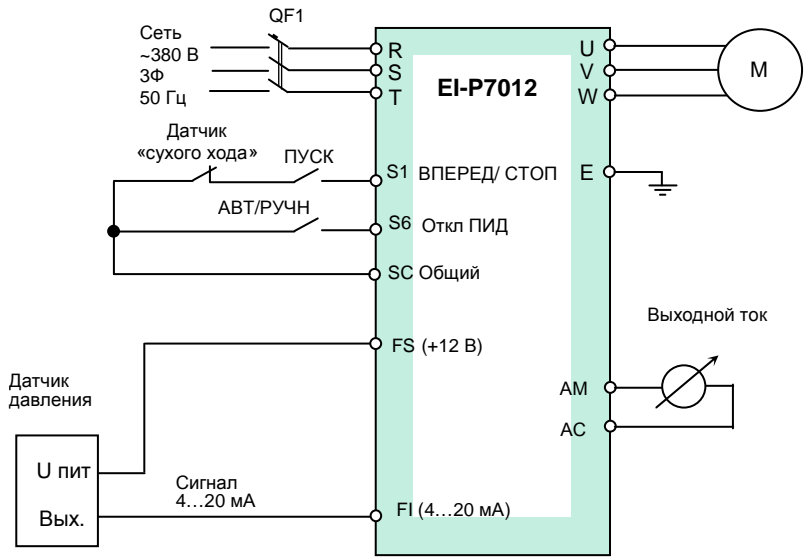 QF1
Сеть
~380 В
3Ф
50 Гц
R
S
T
EI-P7012
U
V
W
М
Датчик
«сухого хода»
ПУСК
S1 ВПЕРЕД/ СТОП
E
АВТ/РУЧН
S6 Откл ПИД
SC Общий
Выходной ток
FS (+12 В)
AM
AC
Датчик
давления
U пит
Вых.
Сигнал
4…20 мА
FI (4…20 мА)